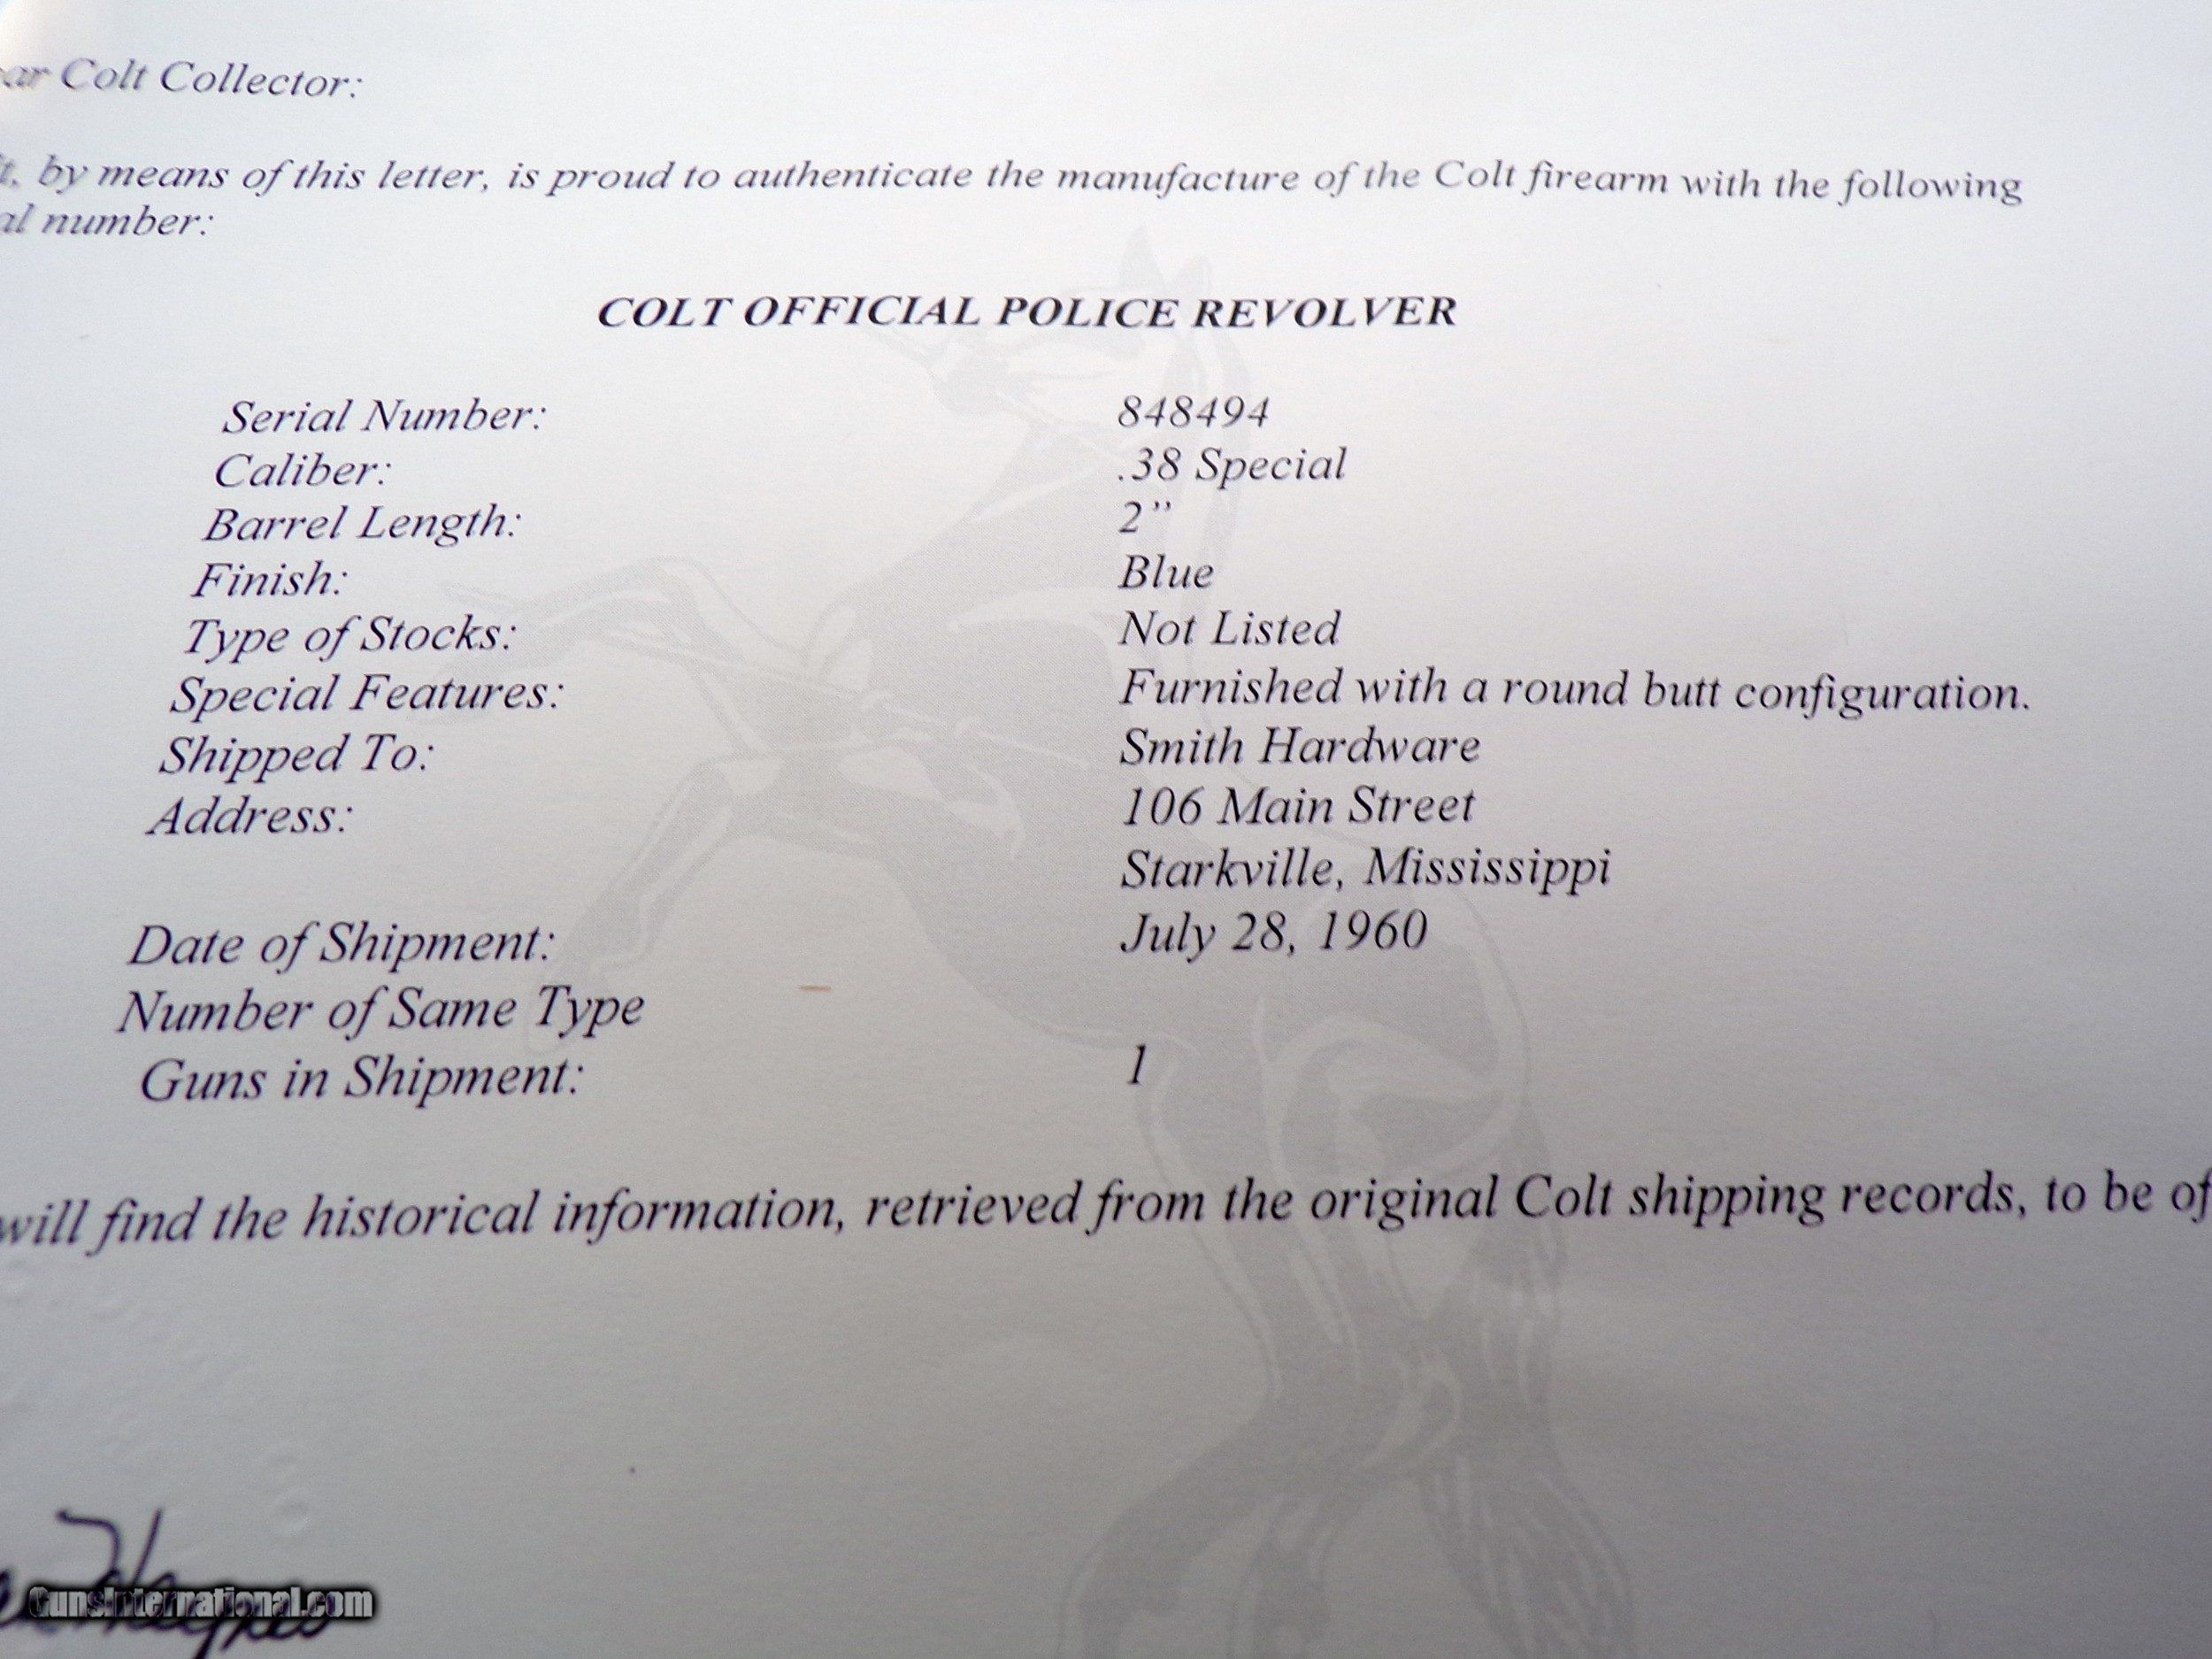 Colt Collector:
by means of this letter, is proud to authenticate the manufacture of the Colt firearm with the following
number:
COLT OFFICIAL POLICE REVOLVER
Serial Number: 848494
Caliber: .38 Special
Barrel Length: 2”
Finish: Blue
Type of Stocks: Not Listed
Special Features: Furnished with a round butt configuration.
Shipped To: Smith Hardware
Address: 106 Main Street
Starkville, Mississippi
Date of Shipment: July 28, 1960
Number of Same Type
Guns in Shipment: 1
will find the historical information, retrieved from the original Colt shipping records, to be of
GunsInternational.com